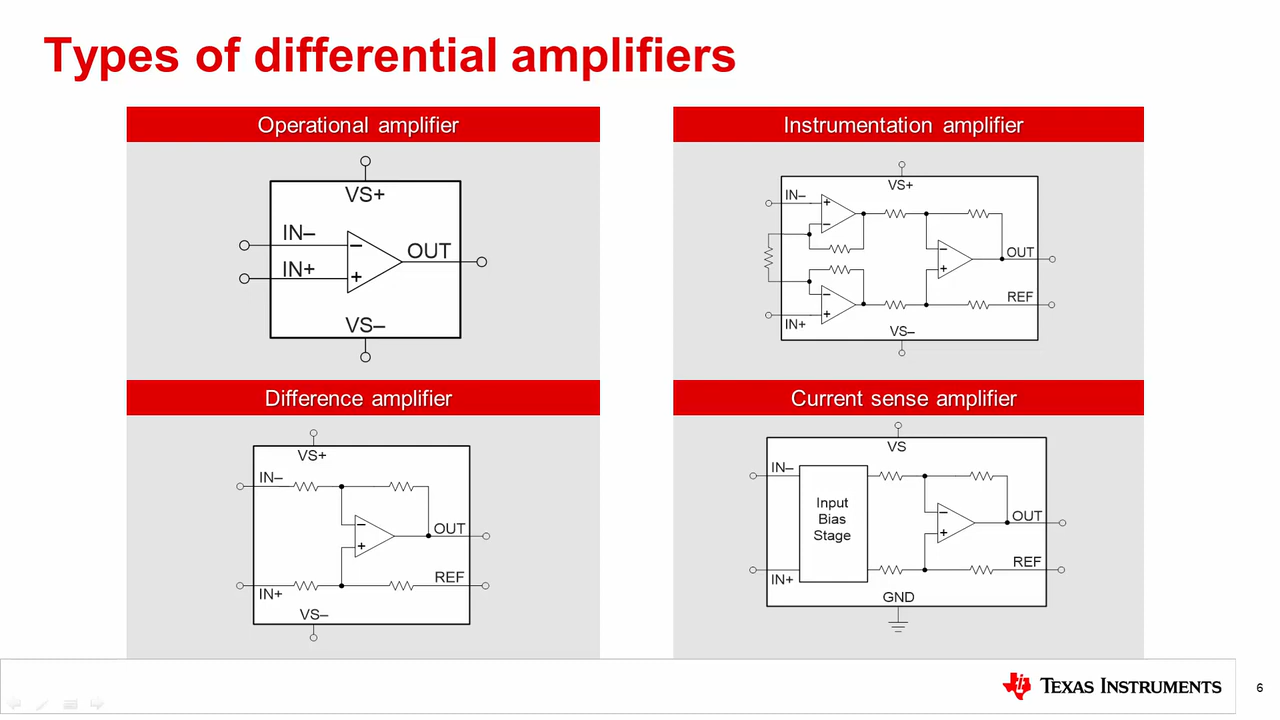 Types of differential amplifiers
Operational amplifier
VS+
IN–
IN+
OUT
VS–
–
+
Instrumentation amplifier
VS+
IN–
+
–
–
+
OUT
–
+
REF
IN+
VS–
Difference amplifier
VS+
IN–
–
+
OUT
REF
IN+
VS–
Current sense amplifier
VS
IN–
Input
Bias
Stage
–
+
OUT
REF
IN+
GND
TEXAS INSTRUMENTS
6